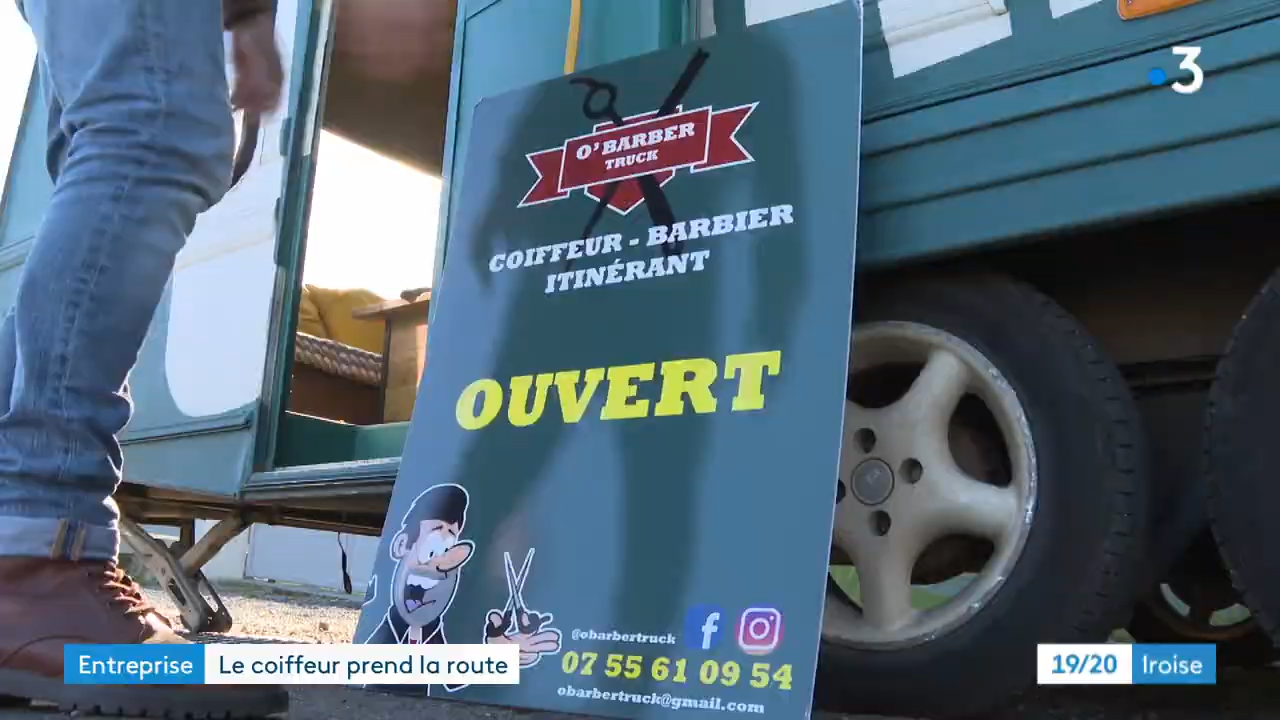 3
O'BARBER
TRUCK
COIFFEUR - BARBIER
ITINÉRANT
OUVERT
@obarbertruck
07 55 61 09 54
obarbertruck@gmail.com
Entreprise Le coiffeur prend la route
19/20 Iroise